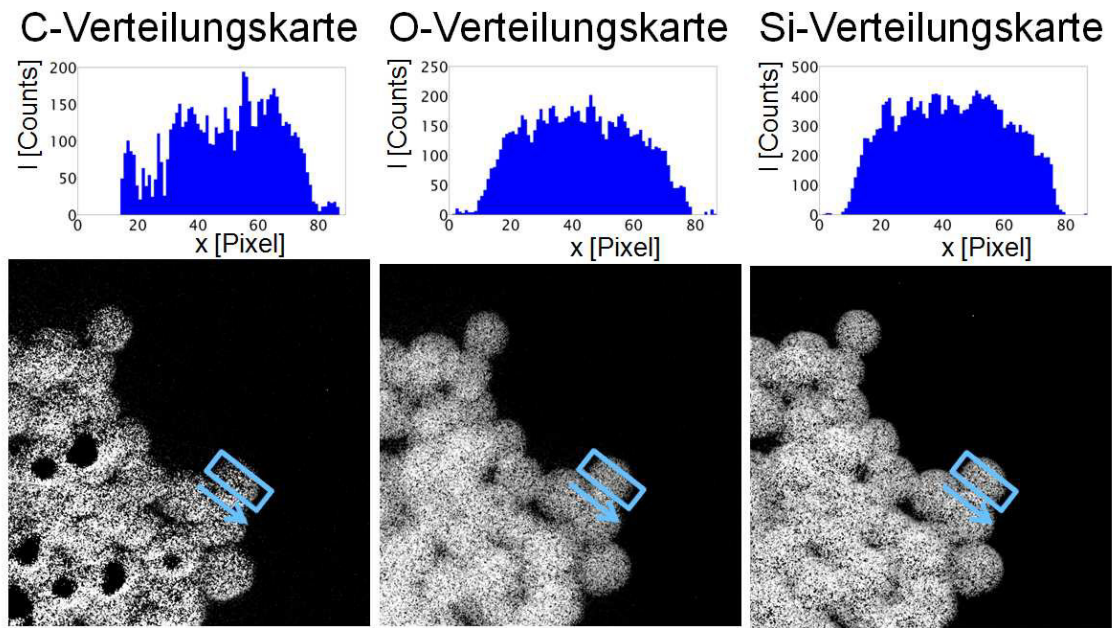 C-Verteilungskarte
200
150
100
50
0
0 20 40 60 80
I [Counts]
x [Pixel]
O-Verteilungskarte
250
200
150
100
50
0
0 20 40 60 80
I [Counts]
x [Pixel]
Si-Verteilungskarte
500
400
300
200
100
0
0 20 40 60 80
I [Counts]
x [Pixel]